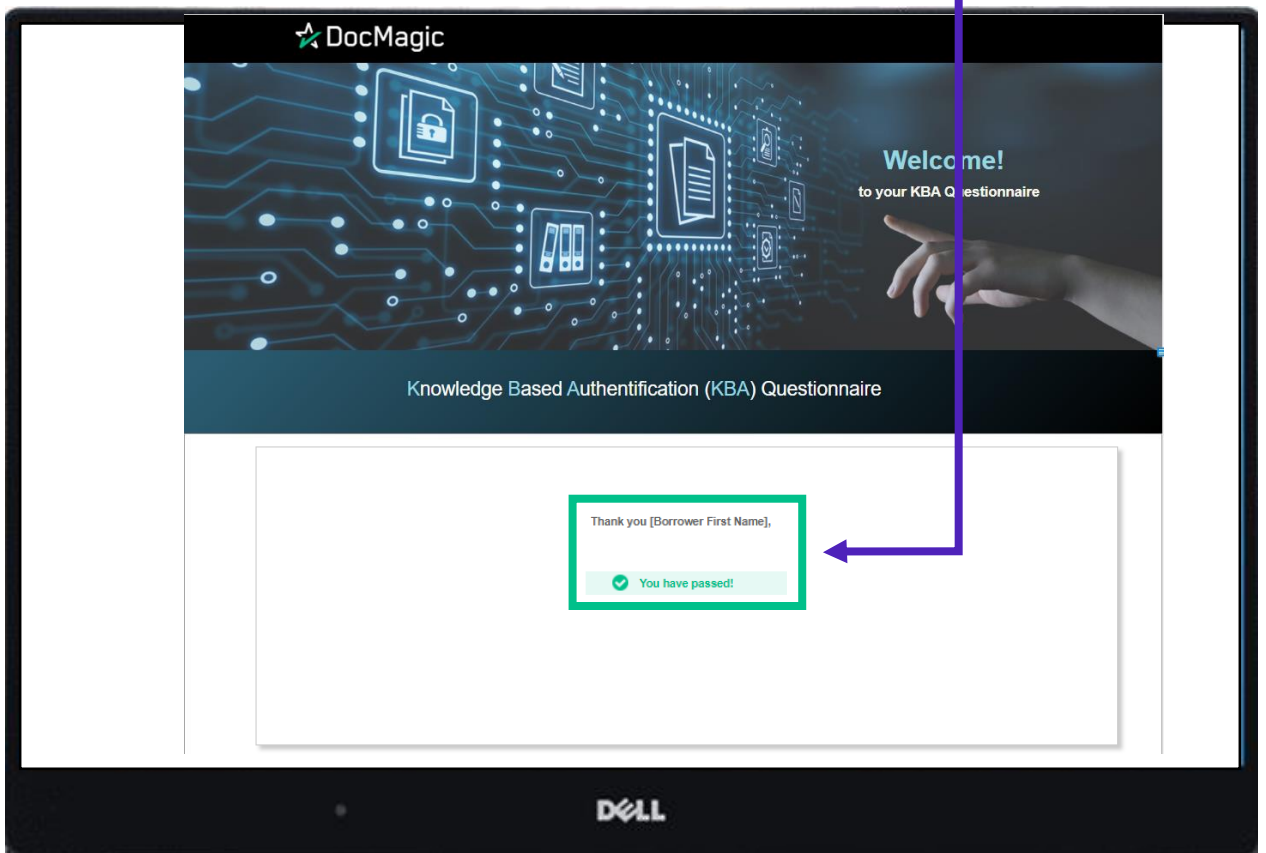 DocMagic
Welcome!
to your KBA Questionnaire
Knowledge Based Authentification (KBA) Questionnaire
Thank you [Borrower First Name],
You have passed!
DELL